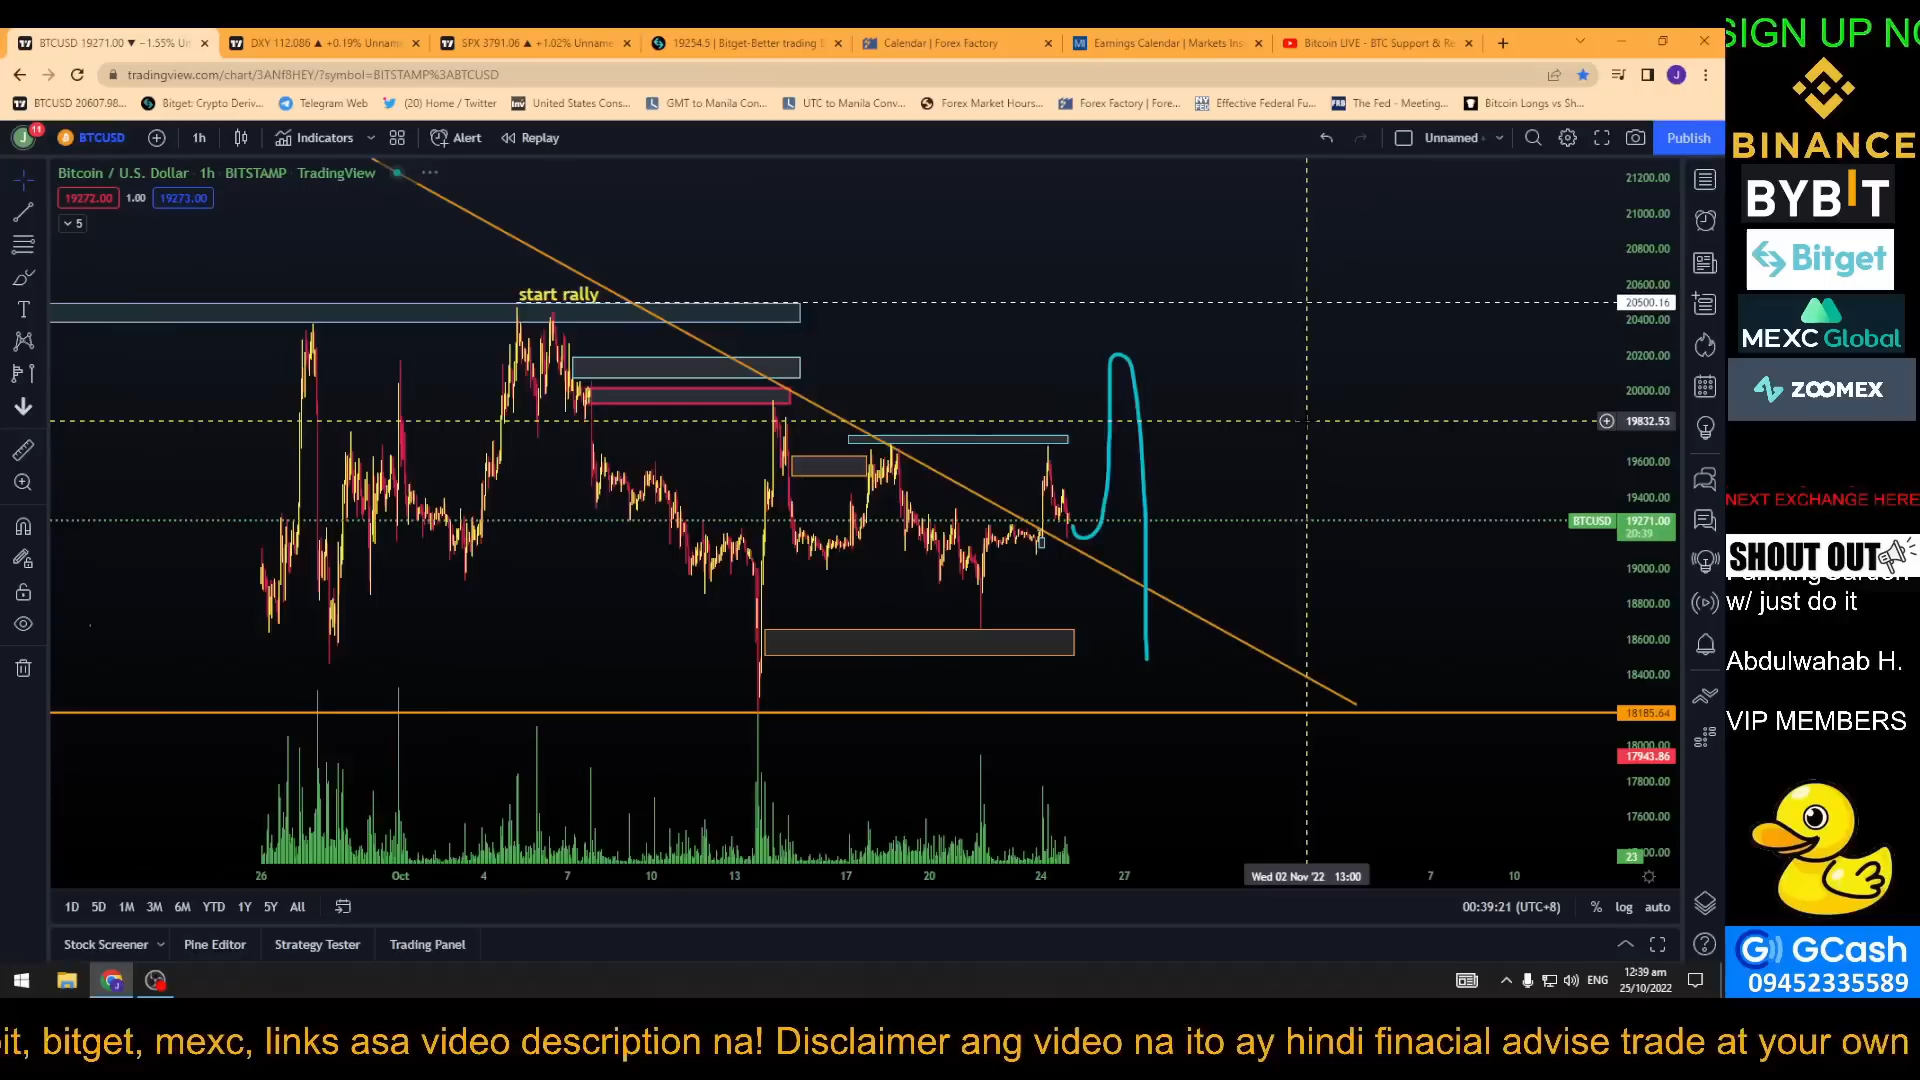 BTCUSD 19271.00 ▼ −1.55% Un
DXY 112.086 ▲ +0.19% Unnam
SPX 3791.06 ▲ +1.02% Unname
19254.5 | Bitget-Better trading
Calendar | Forex Factory
Earnings Calendar | Markets Ins
Bitcoin LIVE - BTC Support & Re
tradingview.com/chart/3ANf8HEY/?symbol=BITSTAMP%3ABTCUSD
BTCUSD 20607.98...
Bitget: Crypto Deriv...
Telegram Web
(20) Home / Twitter
United States Cons...
GMT to Manila Con...
UTC to Manila Conv...
Forex Market Hours...
Forex Factory | Fore...
Effective Federal Fu...
The Fed - Meeting...
Bitcoin Longs vs Sh...
11
BTCUSD
1h
Indicators
Alert
Replay
Unnamed
Publish
Bitcoin / U.S. Dollar 1h BITSTAMP TradingView
19272.00 1.00 19273.00
5
start rally
21200.00
21000.00
20800.00
20600.00
20500.16
20400.00
20200.00
20000.00
19832.53
19600.00
19400.00
BTCUSD 19271.00
20:39
19000.00
18800.00
18600.00
18400.00
18185.64
18000.00
17943.86
17800.00
17600.00
23
26 Oct 4 7 10 13 17 20 24 27 Wed 02 Nov '22 13:00 7 10
1D 5D 1M 3M 6M YTD 1Y 5Y All
00:39:21 (UTC+8) % log auto
Stock Screener Pine Editor Strategy Tester Trading Panel
ENG
12:39 am
25/10/2022
SIGN UP NO
BINANCE
BYBIT
Bitget
MEXC Global
ZOOMEX
NEXT EXCHANGE HERE
SHOUT OUT
w/ just do it
Abdulwahab H.
VIP MEMBERS
GCash
09452335589
it, bitget, mexc, links asa video description na! Disclaimer ang video na ito ay hindi finacial advise trade at your own